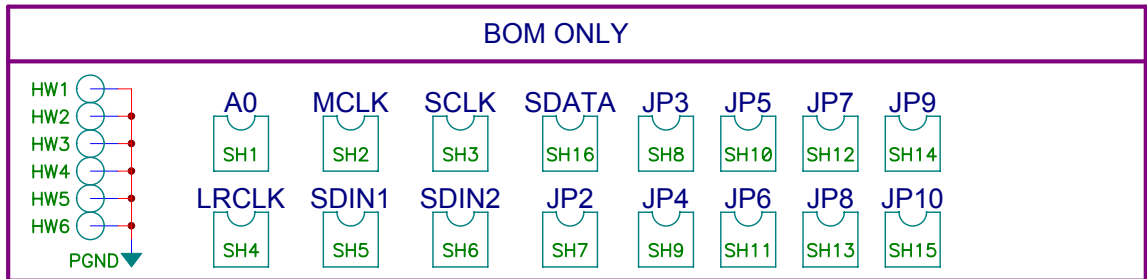 BOM ONLY
HW1
HW2
HW3
HW4
HW5
HW6
PGND
A0 MCLK SCLK SDATA JP3 JP5 JP7 JP9
SH1 SH2 SH3 SH16 SH8 SH10 SH12 SH14
LRCLK SDIN1 SDIN2 JP2 JP4 JP6 JP8 JP10
SH4 SH5 SH6 SH7 SH9 SH11 SH13 SH15